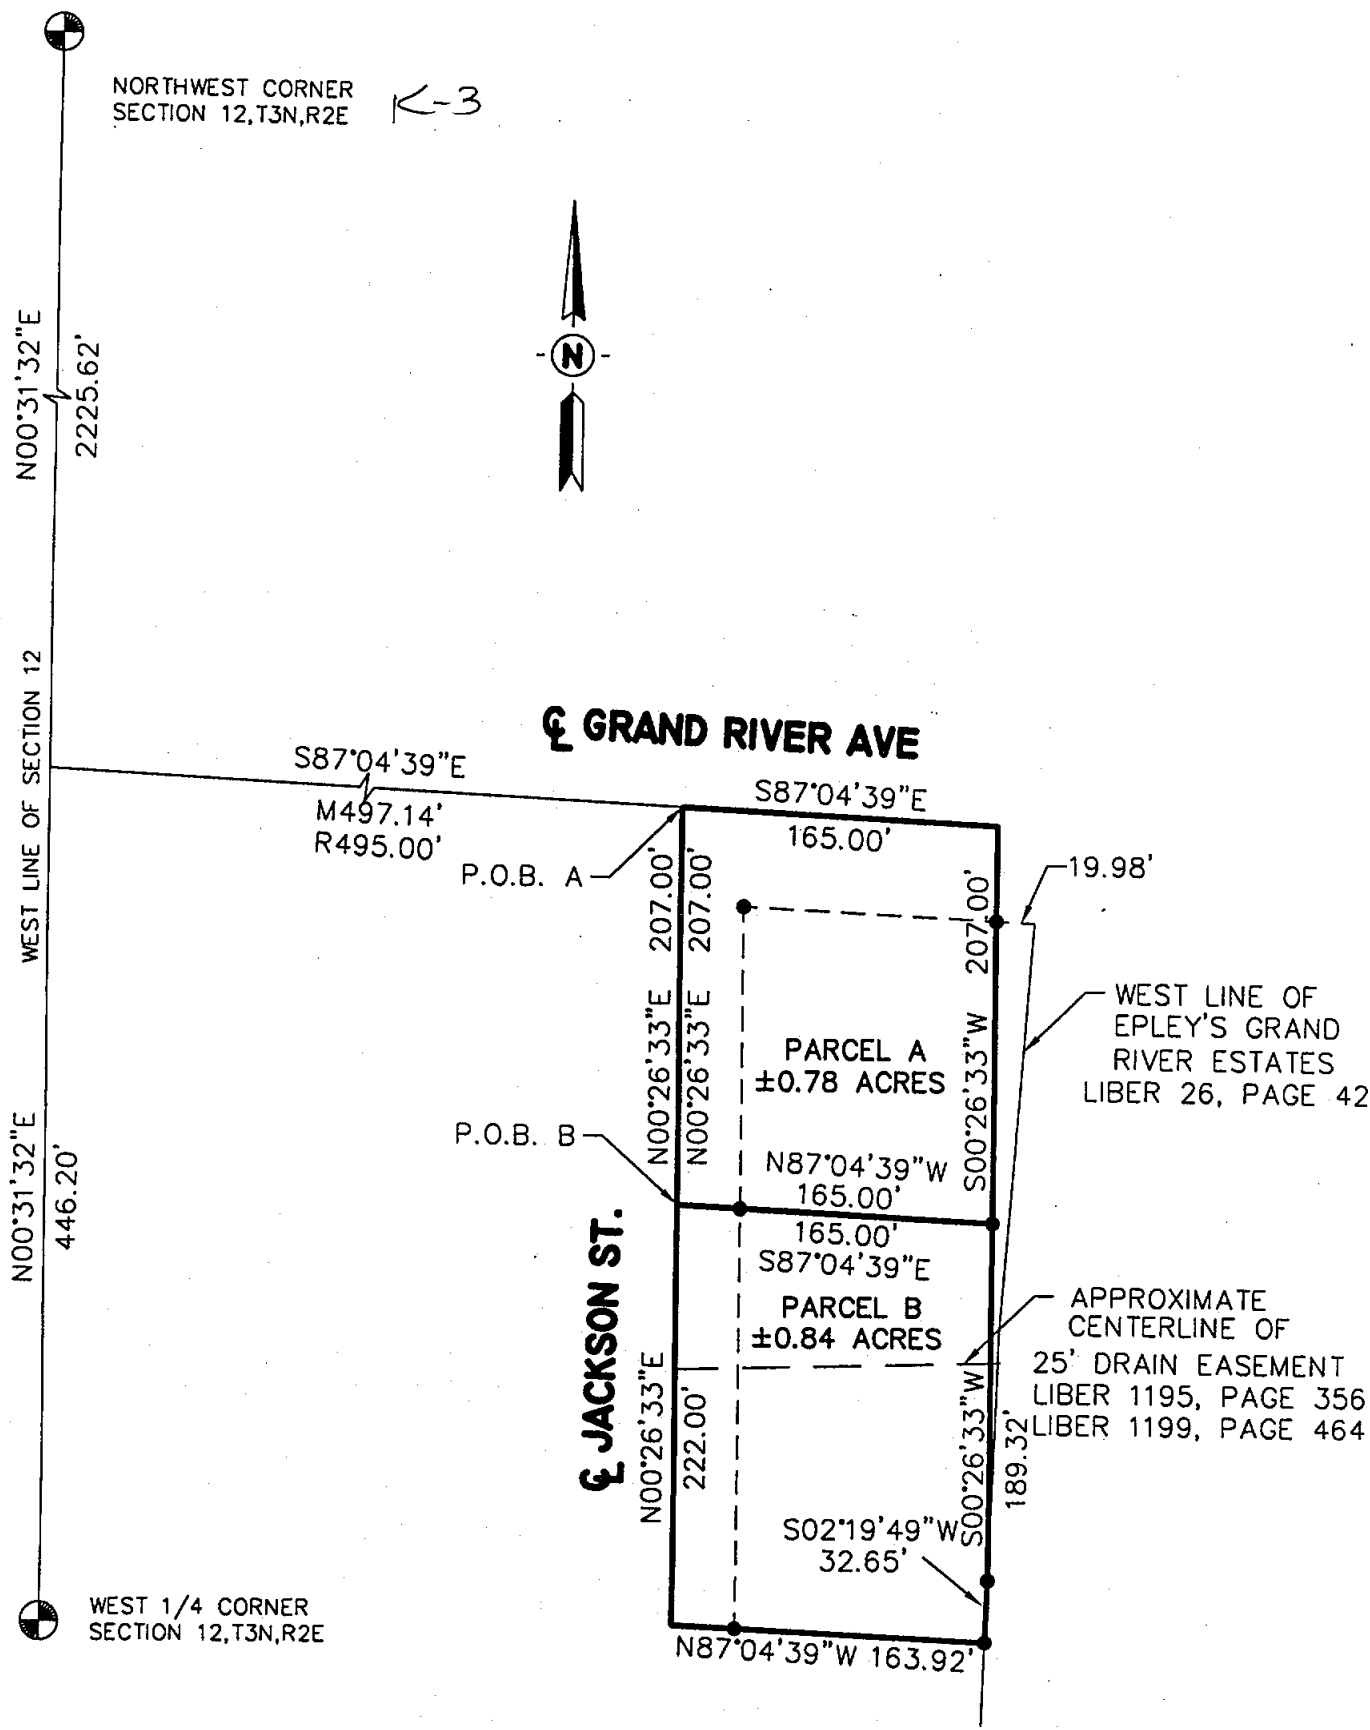 NORTHWEST CORNER
SECTION 12,T3N,R2E
K-3
N00°31'32"E
2225.62'
N
WEST LINE OF SECTION 12
℄ GRAND RIVER AVE
S87°04'39"E
M497.14'
R495.00'
S87°04'39"E
165.00'
P.O.B. A
19.98'
N00°26'33"E 207.00'
N00°26'33"E 207.00'
S00°26'33"W 207.00'
WEST LINE OF
EPLEY'S GRAND
RIVER ESTATES
LIBER 26, PAGE 42
PARCEL A
±0.78 ACRES
P.O.B. B
N87°04'39"W
165.00'
165.00'
S87°04'39"E
N00°31'32"E
446.20'
℄ JACKSON ST.
PARCEL B
±0.84 ACRES
APPROXIMATE
CENTERLINE OF
25' DRAIN EASEMENT
LIBER 1195, PAGE 356
LIBER 1199, PAGE 464
N00°26'33"E
222.00'
S00°26'33"W
189.32'
S02°19'49"W
32.65'
WEST 1/4 CORNER
SECTION 12,T3N,R2E
N87°04'39"W 163.92'